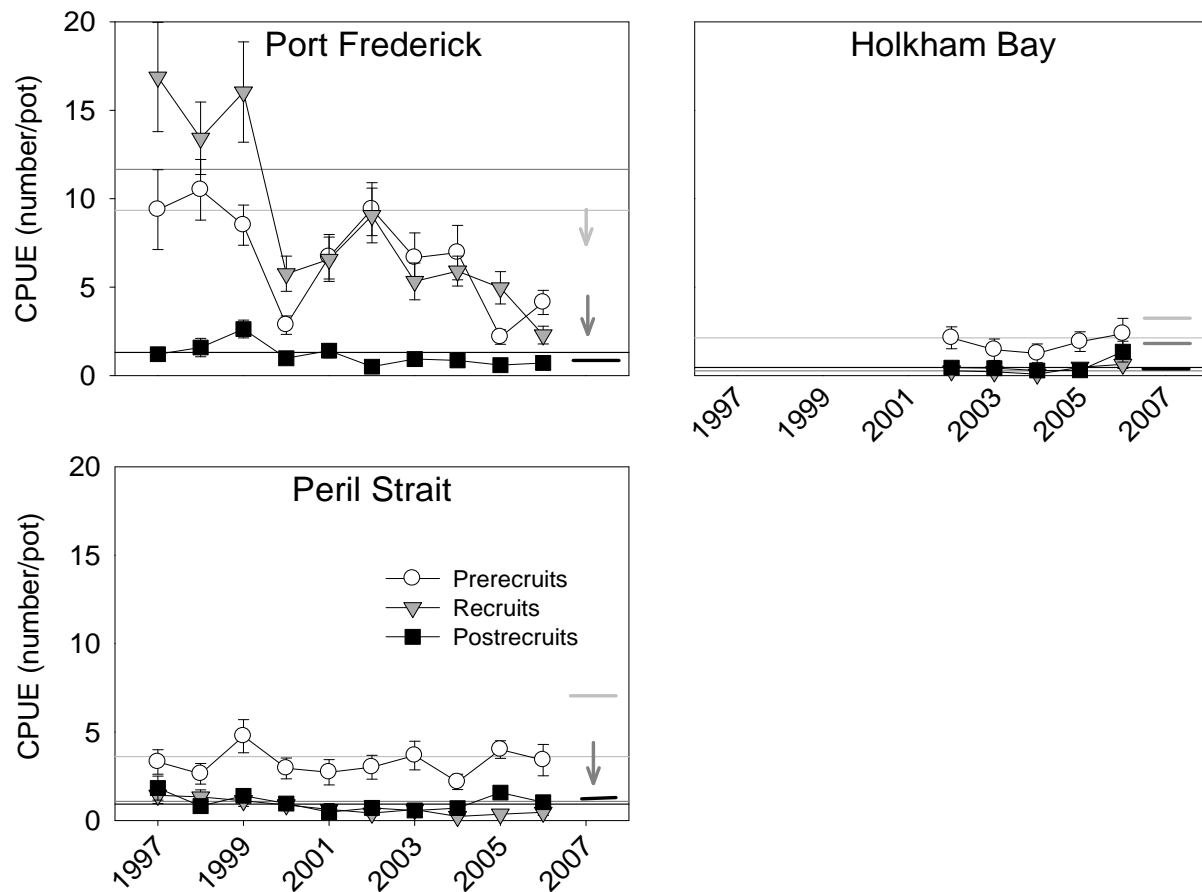 Port Frederick
Holkham Bay
CPUE (number/pot)
20
15
10
5
0
1997
1999
2001
2003
2005
2007
Peril Strait
CPUE (number/pot)
20
15
10
5
0
Prerecruits
Recruits
Postrecruits
1997
1999
2001
2003
2005
2007